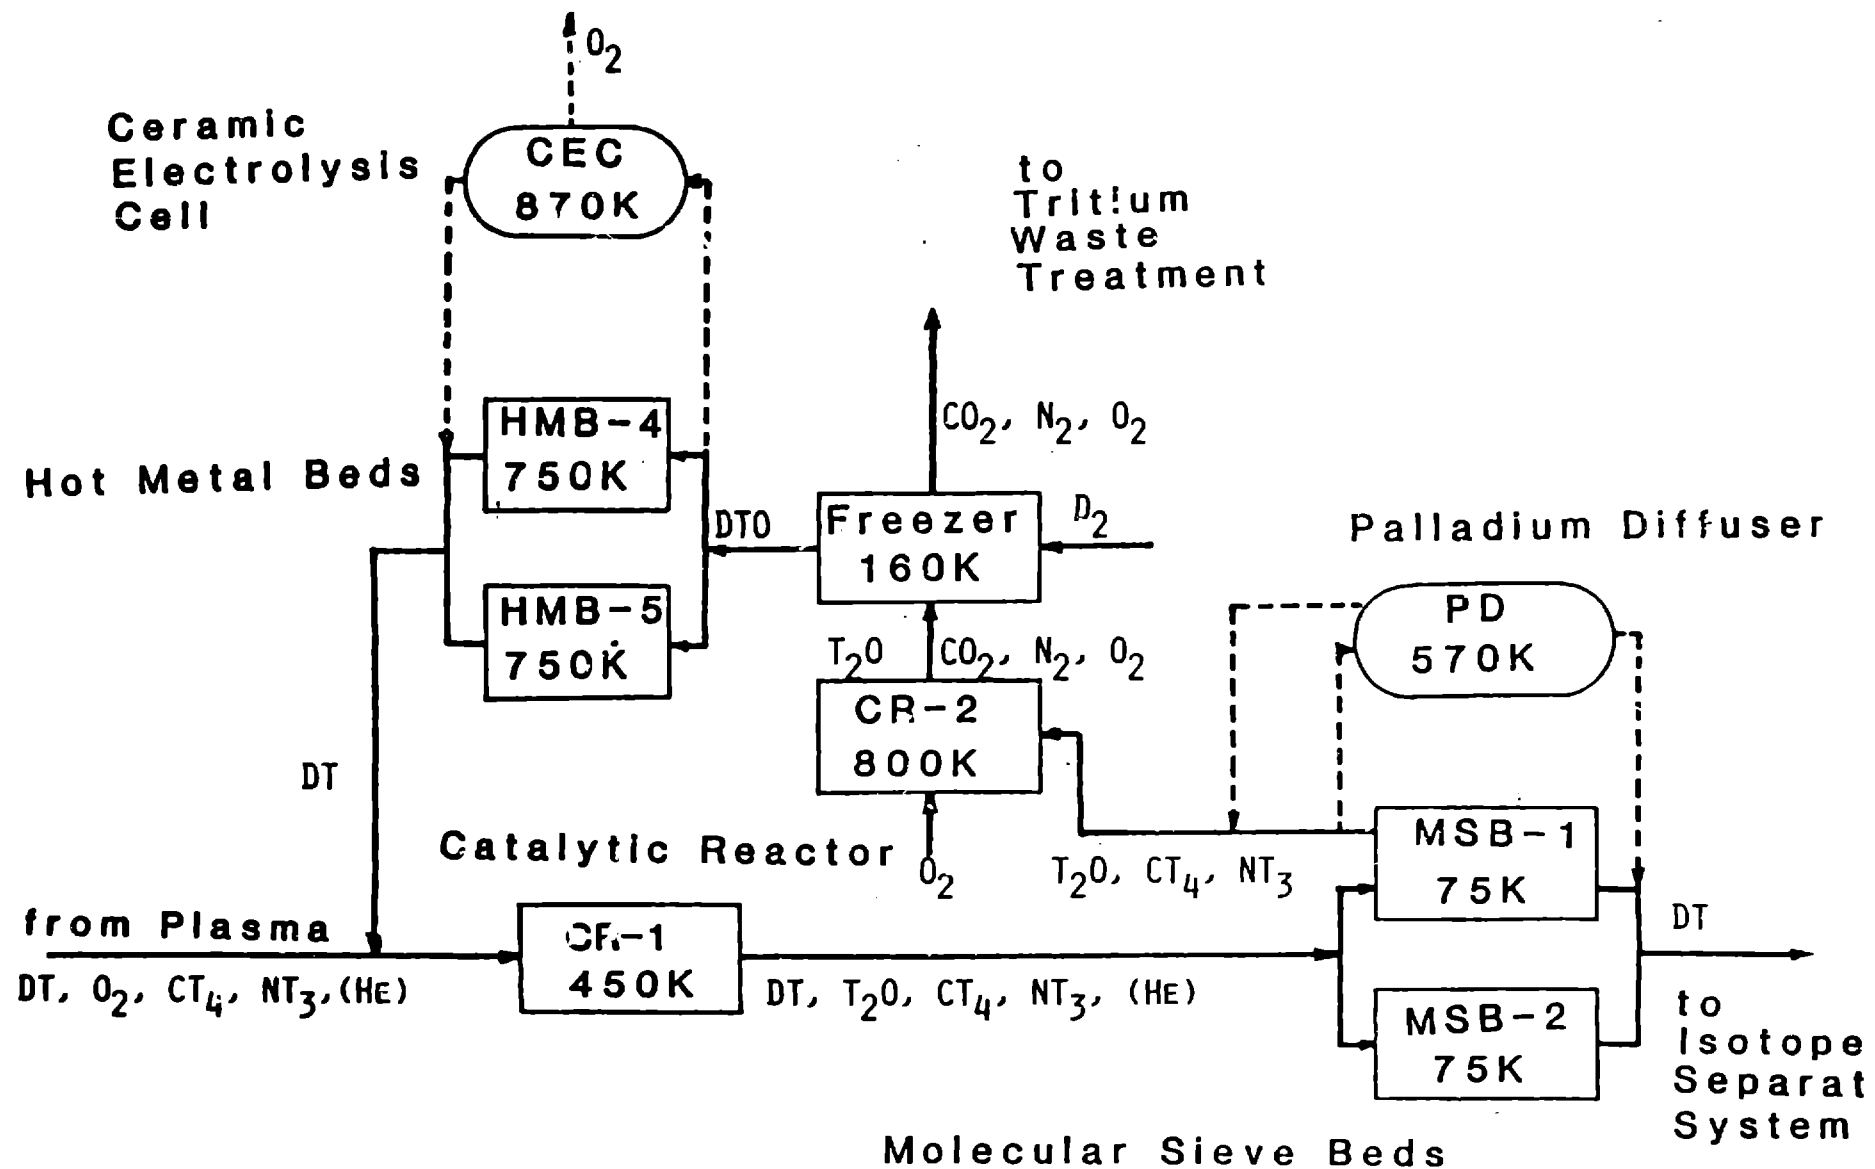 O2
Ceramic
Electrolysis
Cell
CEC
870K
to
Tritium
Waste
Treatment
CO2, N2, O2
HMB-4
750K
Hot Metal Beds
DTO
Freezer
160K
D2
Palladium Diffuser
HMB-5
750K
T2O
CO2, N2, O2
PD
570K
CR-2
800K
DT
Catalytic Reactor
O2
T2O, CT4, NT3
MSB-1
75K
DT
from Plasma
DT, O2, CT4, NT3,(HE)
CR-1
450K
DT, T2O, CT4, NT3, (HE)
MSB-2
75K
to
Isotope
Separat
System
Molecular Sieve Beds